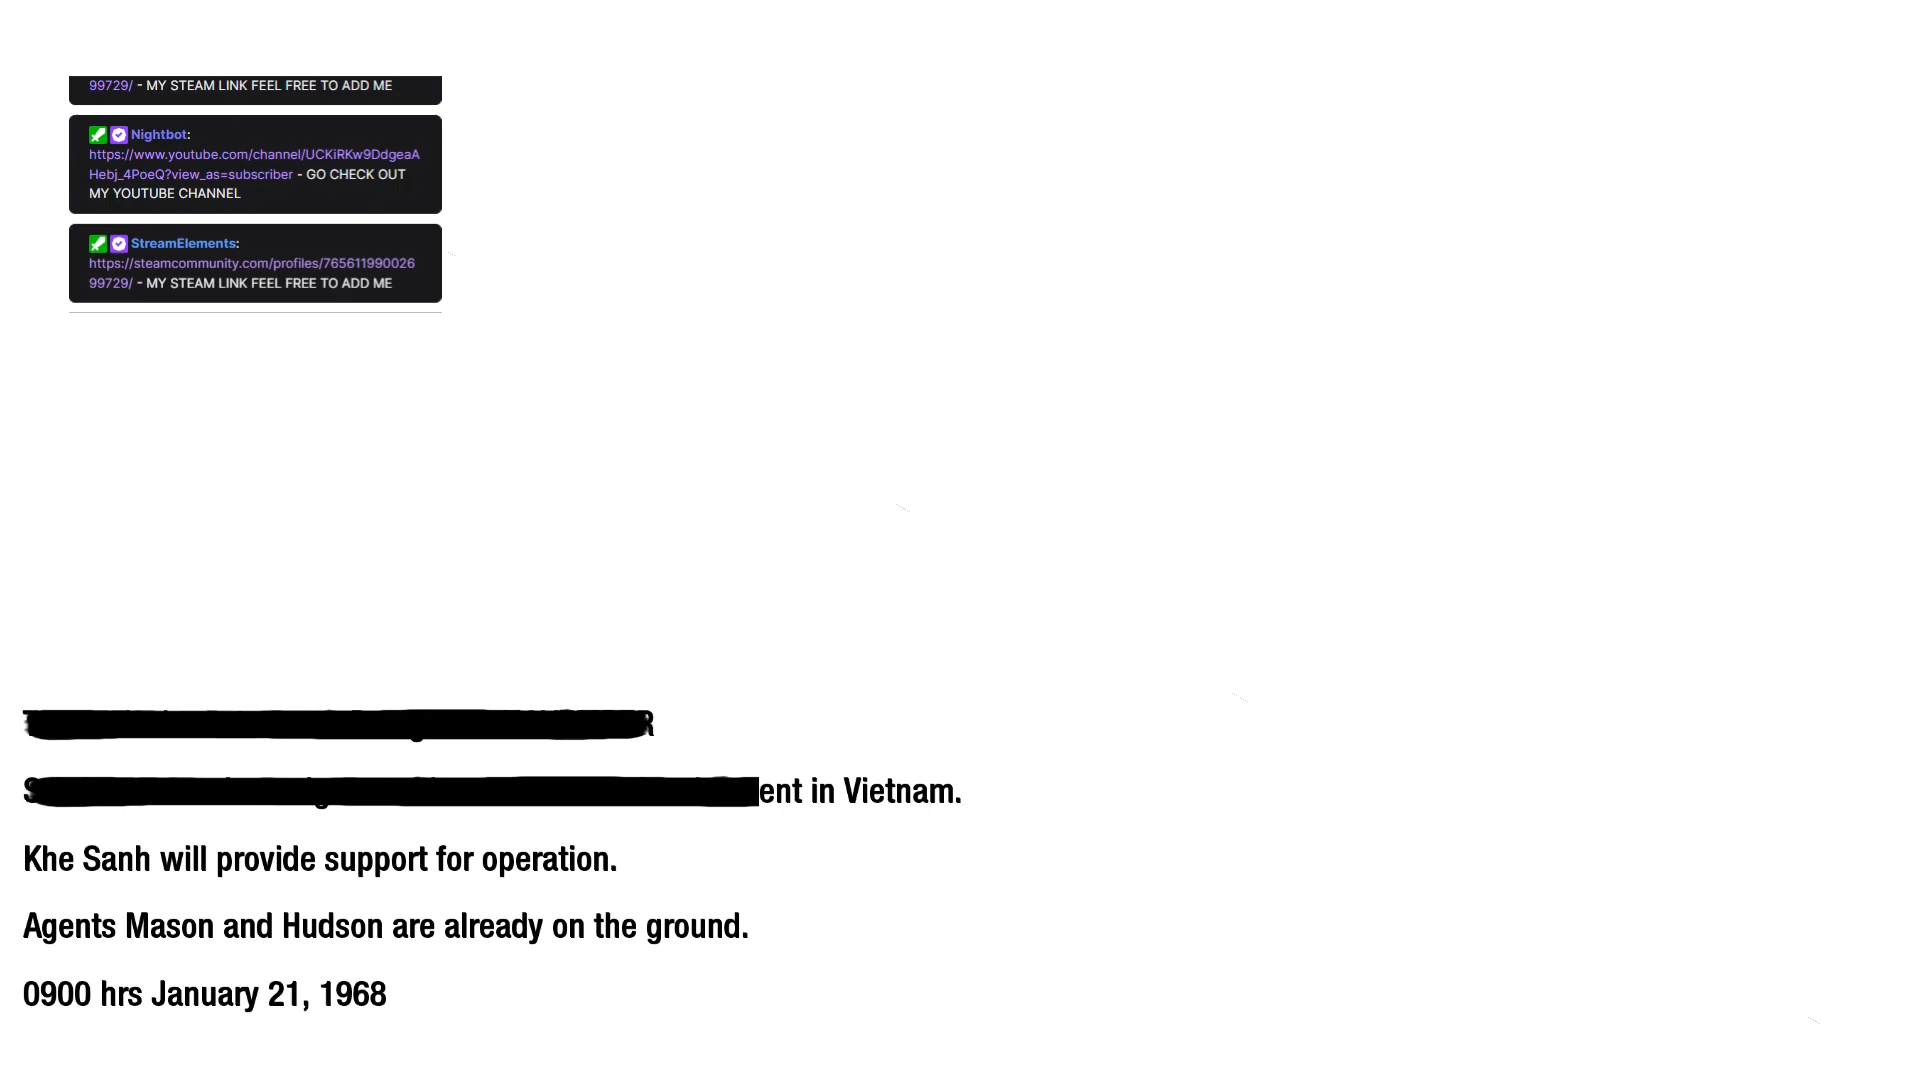 99729/ - MY STEAM LINK FEEL FREE TO ADD ME
Nightbot:
https://www.youtube.com/channel/UCKiRKw9DdgeaA
Hebj_4PoeQ?view_as=subscriber - GO CHECK OUT
MY YOUTUBE CHANNEL
StreamElements:
https://steamcommunity.com/profiles/765611990026
99729/ - MY STEAM LINK FEEL FREE TO ADD ME
in Vietnam.
Khe Sanh will provide support for operation.
Agents Mason and Hudson are already on the ground.
0900 hrs January 21, 1968